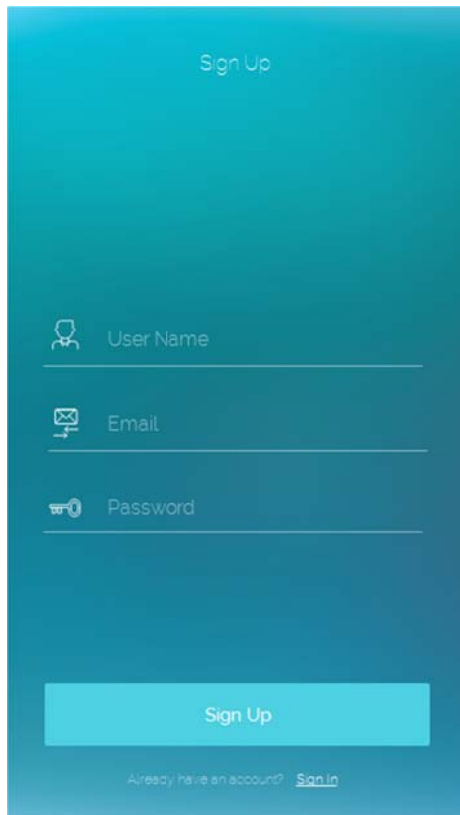 Sign Up
User Name
Email
Password
Sign Up
Already have an account? Sign In